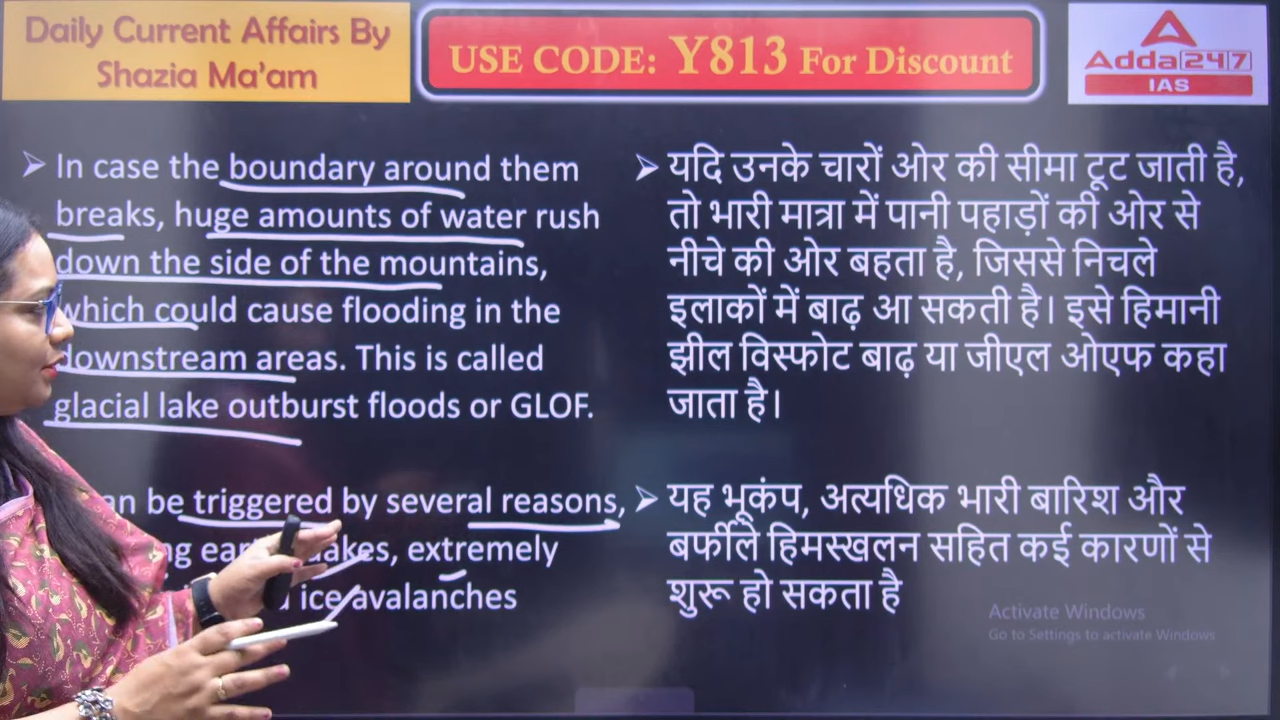 Daily Current Affairs By
Shazia Ma'am
USE CODE: Y813 For Discount
Adda247
IAS
➢ In case the boundary around them
breaks, huge amounts of water rush
down the side of the mountains,
which could cause flooding in the
downstream areas. This is called
glacial lake outburst floods or GLOF.
be triggered by several reasons,
extremely
ice avalanches
➢ यदि उनके चारों ओर की सीमा टूट जाती है,
तो भारी मात्रा में पानी पहाड़ों की ओर से
नीचे की ओर बहता है, जिससे निचले
इलाकों में बाढ़ आ सकती है। इसे हिमानी
झील विस्फोट बाढ़ या जीएल ओएफ कहा
जाता है।
➢ यह भूकंप, अत्यधिक भारी बारिश और
बर्फीले हिमस्खलन सहित कई कारणों से
शुरू हो सकता है
Activate Windows
Go to Settings to activate Windows